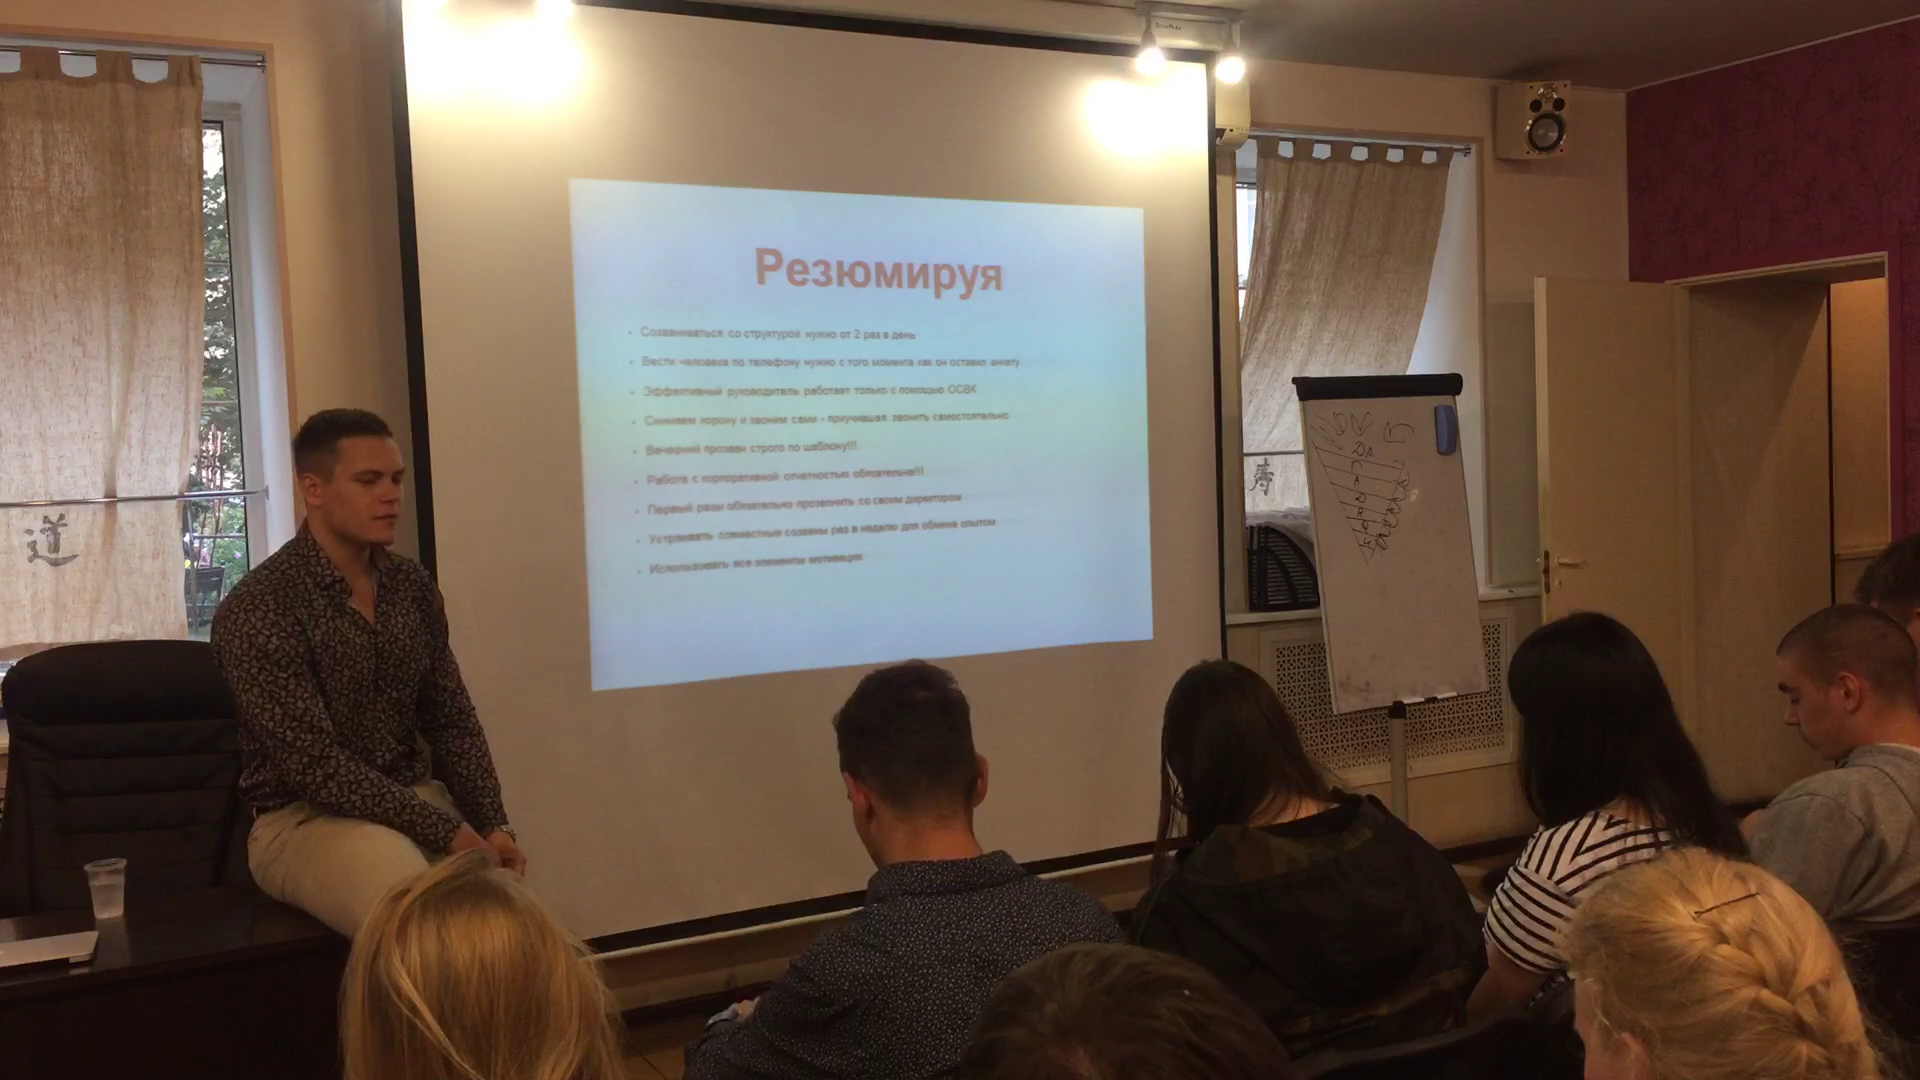 Резюмируя
Созваниваться со структурой нужно от 2 раз в день
Вести человека по телефону нужно с того момента как он оставил анкету
Эффективный руководитель работает только с помощью ОСВК
Снимаем корону и звоним сами - приучившая звонить самостоятельно
Вечерний прозвон строго по шаблону!!!
Работа с корпоративной отчетностью обязательна!!!
Первый разы обязательно прозвонить со своим директором
Устраивать совместные созвоны раз в неделю для обмена опытом
Использовать все элементы мотивации
道
寿